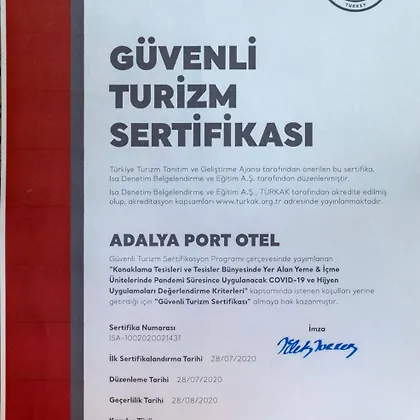 TURKEY
GÜVENLİ
TURİZM
SERTİFİKASI
Türkiye Turizm Tanıtım ve Geliştirme Ajansı tarafından önerilen bu sertifika,
Isa Denetim Belgelendirme ve Eğitim A.Ş. tarafından düzenlenmiştir.
Isa Denetim Belgelendirme ve Eğitim A.Ş., TÜRKAK tarafından akredite edilmiş
olup, akreditasyon kapsamları www.turkak.org.tr adresinde yayınlanmaktadır.
ADALYA PORT OTEL
Güvenli Turizm Sertifikasyon Programı çerçevesinde yayımlanan
"Konaklama Tesisleri ve Tesisler Bünyesinde Yer Alan Yeme & İçme
Ünitelerinde Pandemi Süresince Uygulanacak COVID-19 ve Hijyen
Uygulamaları Değerlendirme Kriterleri" kapsamında istenen koşulları yerine
getirdiği için "Güvenli Turizm Sertifikası" almaya hak kazanmıştır.
Sertifika Numarası
ISA-1002020021431
İmza
İlk Sertifikalandırma Tarihi 28/07/2020
Düzenleme Tarihi 28/07/2020
Geçerlilik Tarihi 28/08/2020